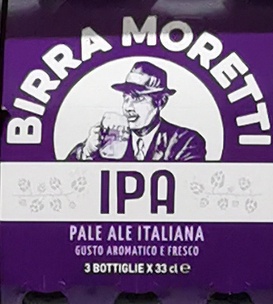 BIRRA MORETTI
IPA
PALE ALE ITALIANA
GUSTO AROMATICO E FRESCO
3 BOTTIGLIE X 33 cl ℮